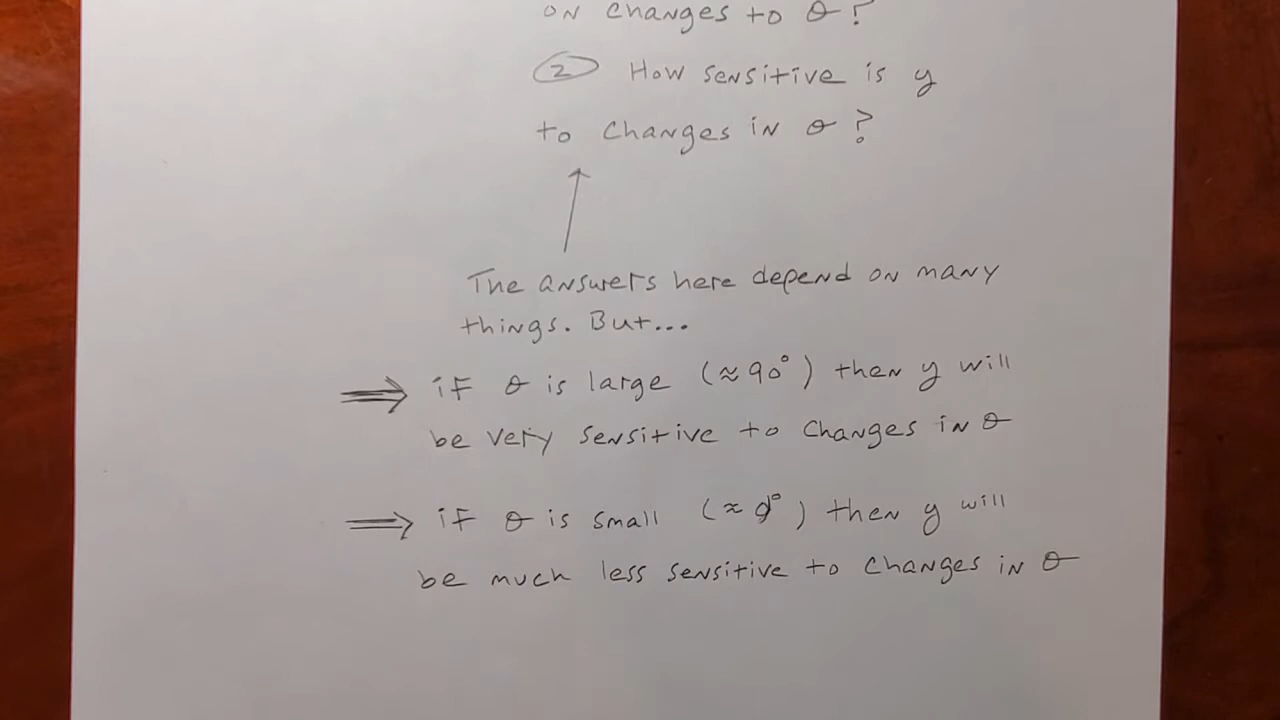 on changes to θ?
② How sensitive is y
to changes in θ?
The answers here depend on many
things. But...
⟹ if θ is large (≈90°) then y will
be very sensitive to changes in θ
⟹ if θ is small (≈0°) then y will
be much less sensitive to changes in θ